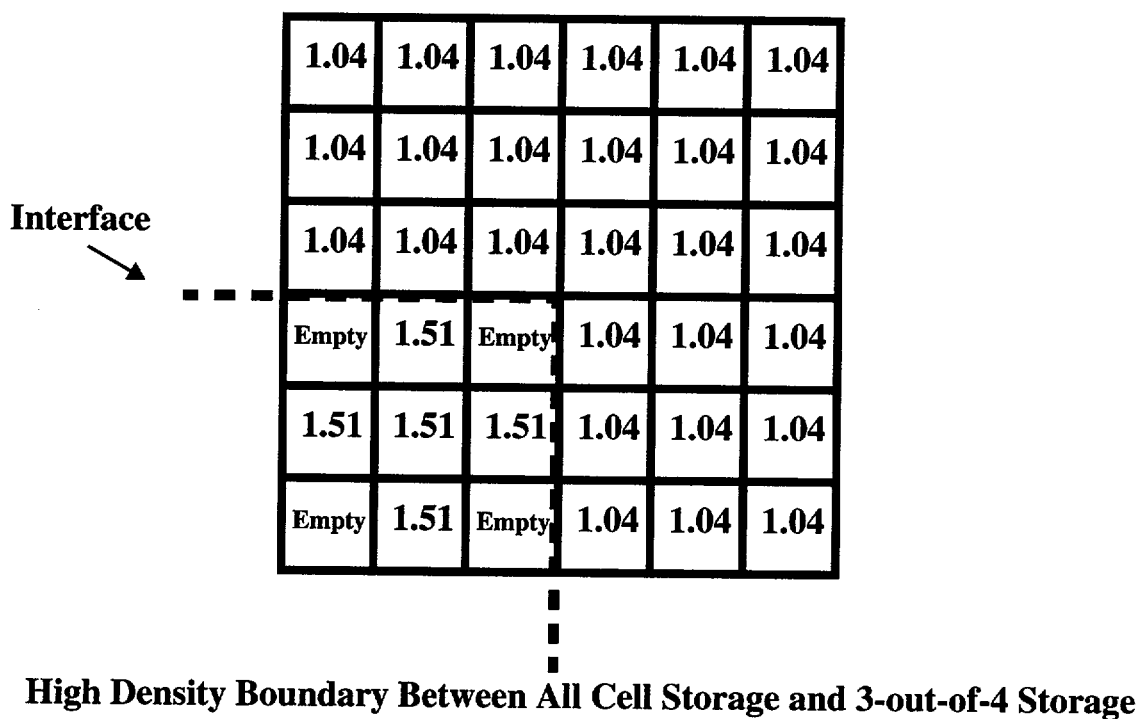 1.04 1.04 1.04 1.04 1.04 1.04
1.04 1.04 1.04 1.04 1.04 1.04
Interface
1.04 1.04 1.04 1.04 1.04 1.04
Empty 1.51 Empty 1.04 1.04 1.04
1.51 1.51 1.51 1.04 1.04 1.04
Empty 1.51 Empty 1.04 1.04 1.04
High Density Boundary Between All Cell Storage and 3-out-of-4 Storage